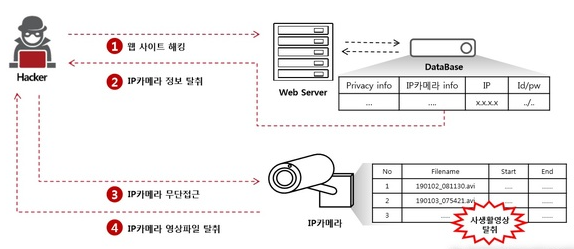 Hacker
1 웹 사이트 해킹
2 IP카메라 정보 탈취
Web Server
DataBase
Privacy info IP카메라 info IP Id/pw
... .... x.x.x.x ../..
3 IP카메라 무단접근
4 IP카메라 영상파일 탈취
IP카메라
No Filename Start End
1 190102_081130.avi ..... .....
2 190103_075421.avi ..... .....
3 .....
사생활영상
탈취